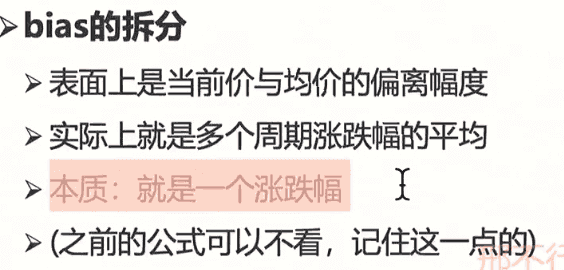 ➢bias的拆分
➢表面上是当前价与均价的偏离幅度
➢实际上就是多个周期涨跌幅的平均
➢本质：就是一个涨跌幅
➢(之前的公式可以不看，记住这一点的)
邢不行